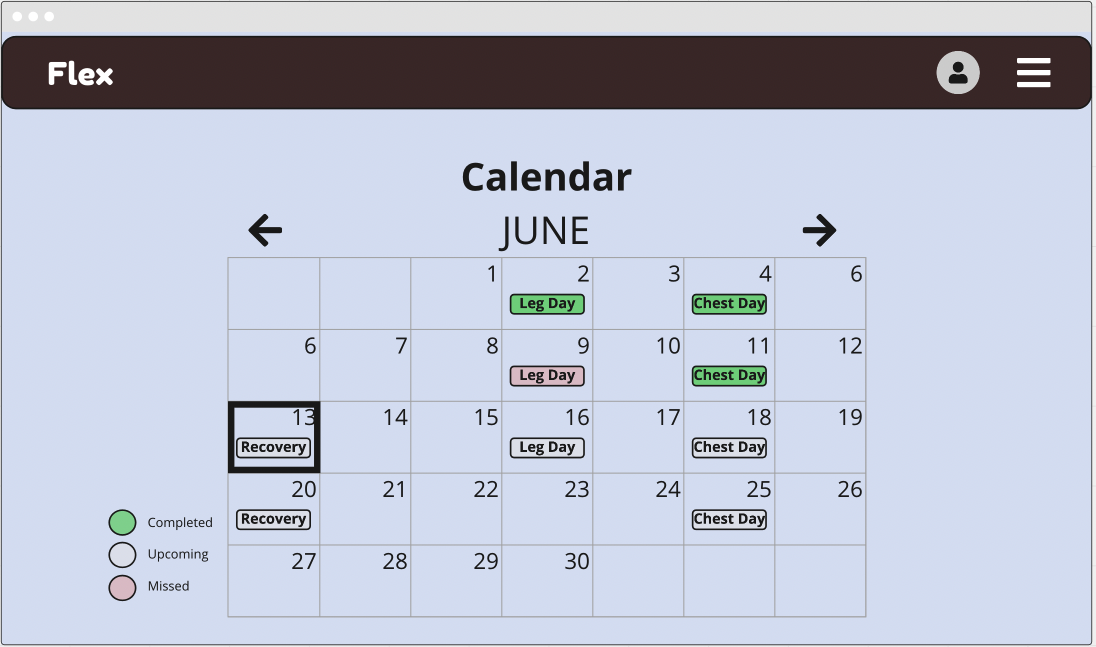 Flex
Calendar
JUNE
1 2 3 4 6
Leg Day Chest Day
6 7 8 9 10 11 12
Leg Day Chest Day
13 14 15 16 17 18 19
Recovery Leg Day Chest Day
20 21 22 23 24 25 26
Recovery Chest Day
27 28 29 30
Completed
Upcoming
Missed